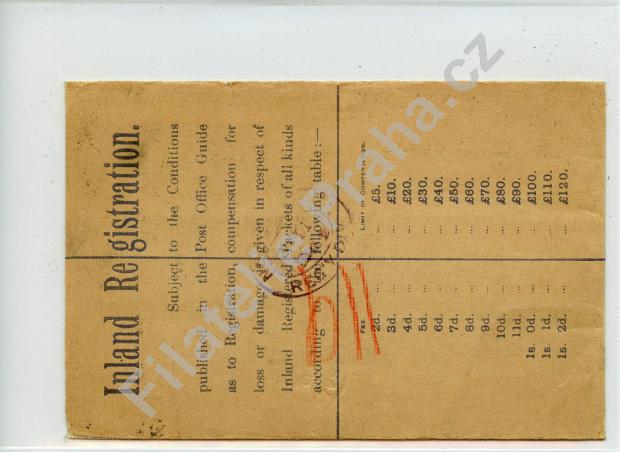 Inland Registration.
Subject to the Conditions
published in the Post Office Guide
as to Registration, compensation for
loss or damage is given in respect of
Inland Registered Packets of all kinds
according to the following table:—
Fee. Limit of Compensation.
2d. ... ... £5.
3d. ... £10.
4d. ... £20.
5d. ... £30.
6d. ... £40.
7d. ... £50.
8d. ... £60.
9d. ... £70.
10d. ... £80.
11d. ... £90.
1s. 0d. ... £100.
1s. 1d. ... £110.
1s. 2d. ... £120.
Filatelie-Praha.cz